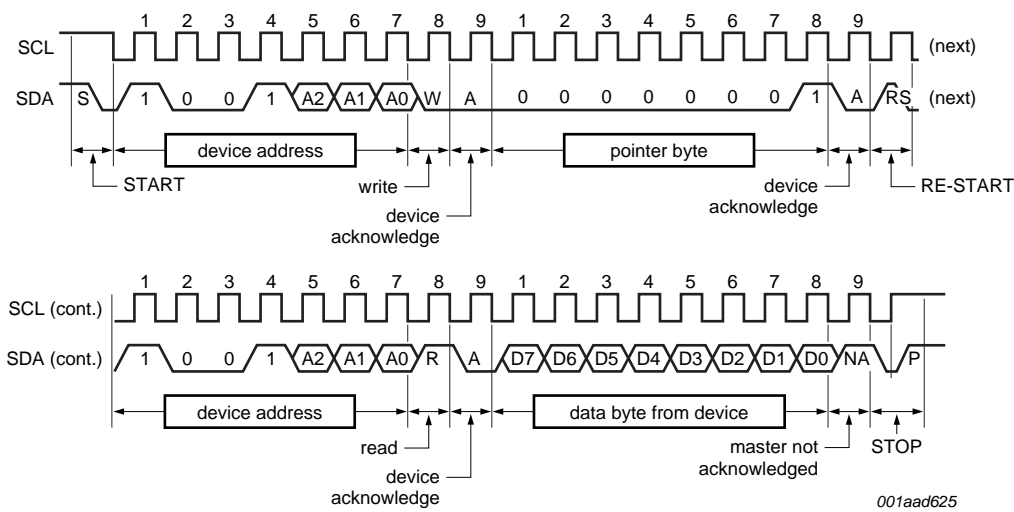 1 2 3 4 5 6 7 8 9 1 2 3 4 5 6 7 8 9
SCL (next)
SDA S 1 0 0 1 A2 A1 A0 W A 0 0 0 0 0 0 0 1 A RS (next)
device address pointer byte
START write device acknowledge device acknowledge RE-START
1 2 3 4 5 6 7 8 9 1 2 3 4 5 6 7 8 9
SCL (cont.)
SDA (cont.) 1 0 0 1 A2 A1 A0 R A D7 D6 D5 D4 D3 D2 D1 D0 NA P
device address data byte from device
read device acknowledge master not acknowledged STOP
001aad625